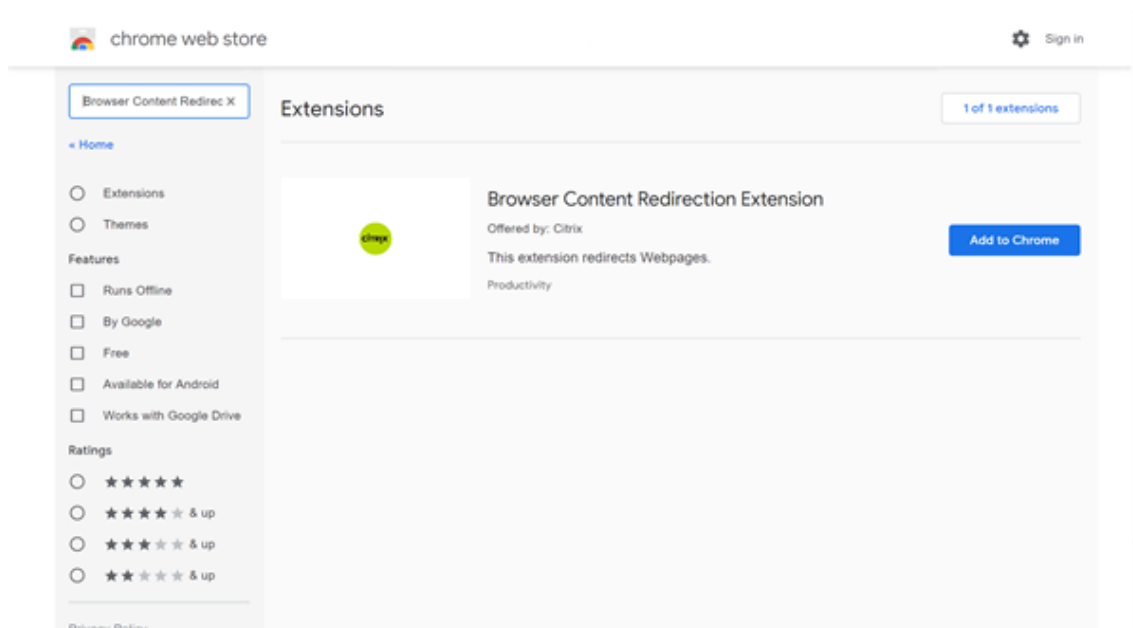 chrome web store
Sign in
Browser Content Redirec X
Extensions
1 of 1 extensions
« Home
Extensions
Themes
Features
Runs Offline
By Google
Free
Available for Android
Works with Google Drive
Ratings
& up
& up
& up
Privacy Policy
citrix
Browser Content Redirection Extension
Offered by: Citrix
This extension redirects Webpages.
Productivity
Add to Chrome